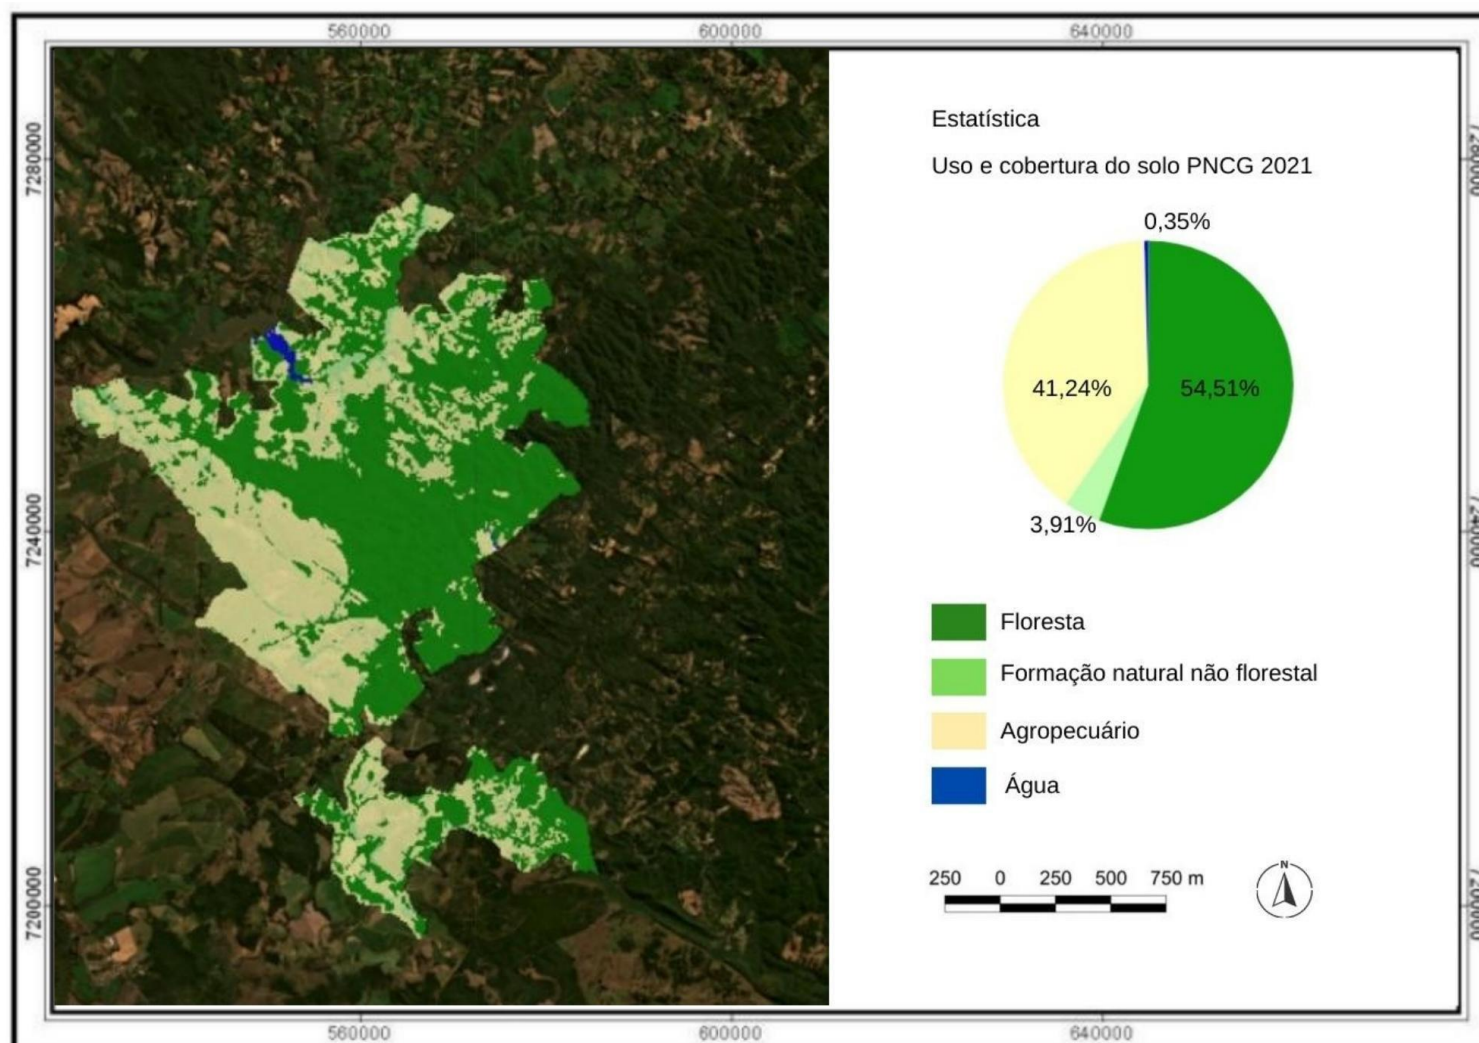 560000 600000 640000
7280000
7240000
7200000
Estatística
Uso e cobertura do solo PNCG 2021
0,35%
41,24%
54,51%
3,91%
Floresta
Formação natural não florestal
Agropecuário
Água
250 0 250 500 750 m
N
560000 600000 640000